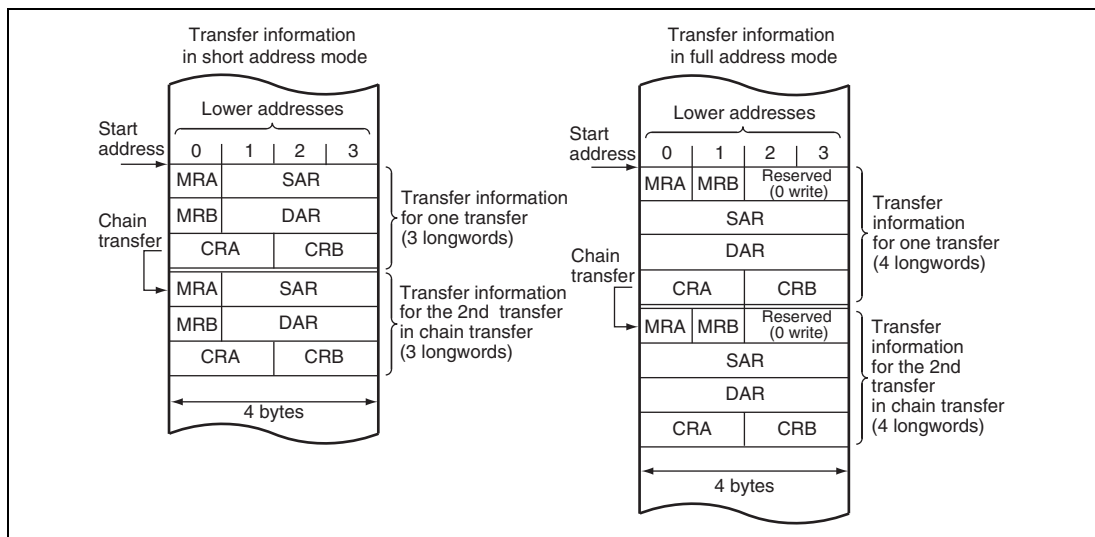 Transfer information
in short address mode
Lower addresses
Start
address
0 1 2 3
MRA SAR
MRB DAR
CRA CRB
Transfer information
for one transfer
(3 longwords)
Chain
transfer
MRA SAR
MRB DAR
CRA CRB
Transfer information
for the 2nd transfer
in chain transfer
(3 longwords)
4 bytes
Transfer information
in full address mode
Lower addresses
Start
address
0 1 2 3
MRA MRB Reserved
(0 write)
SAR
DAR
CRA CRB
Transfer
information
for one transfer
(4 longwords)
Chain
transfer
MRA MRB Reserved
(0 write)
SAR
DAR
CRA CRB
Transfer
information
for the 2nd
transfer
in chain transfer
(4 longwords)
4 bytes